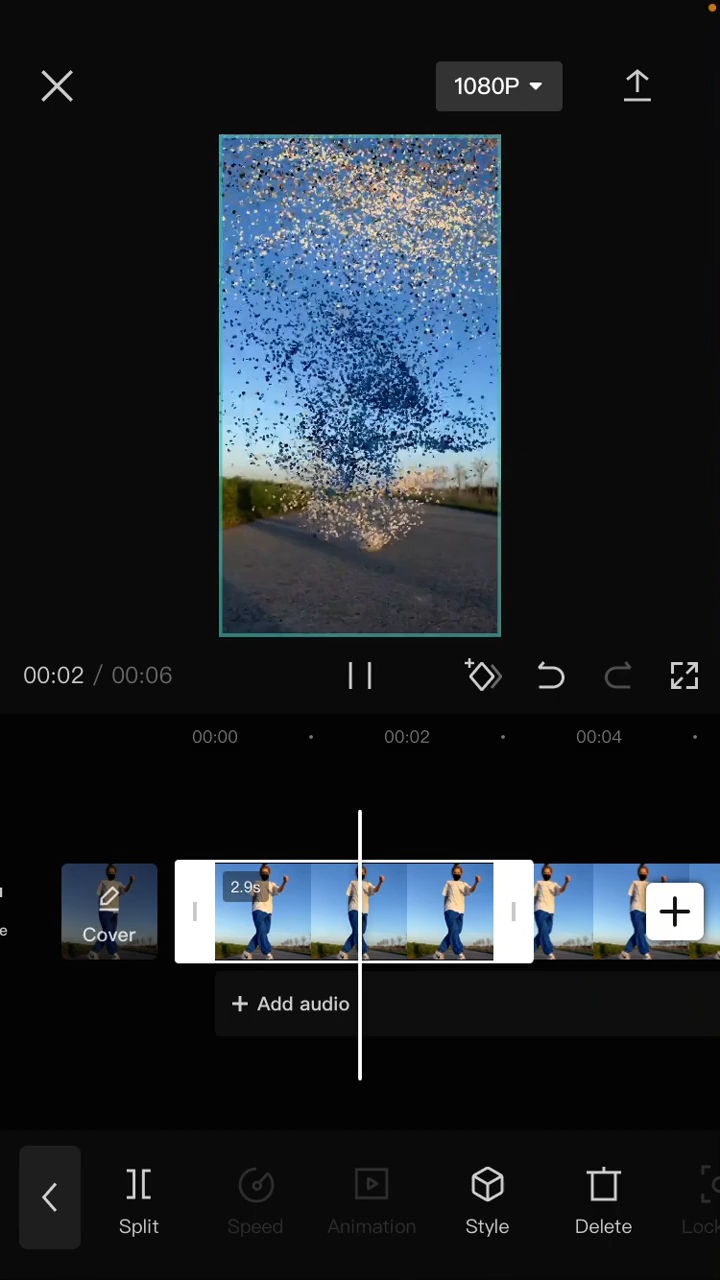 1080P
00:02 / 00:06
00:00
00:02
00:04
2.9s
Cover
+ Add audio
Split
Speed
Animation
Style
Delete
Lock